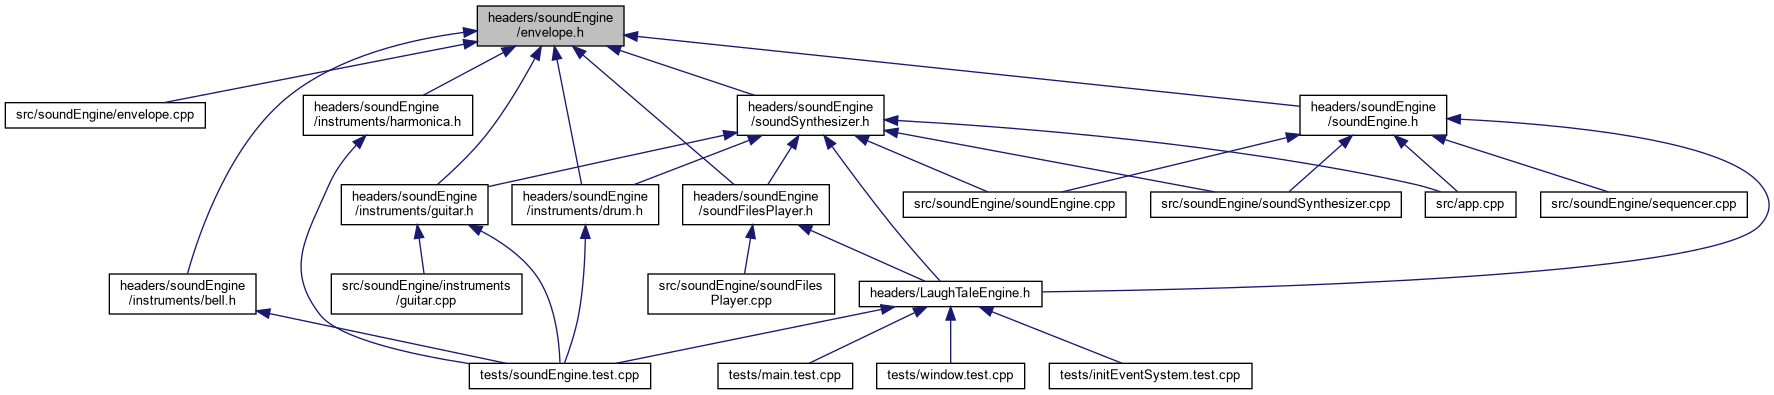 headers/soundEngine
/envelope.h
src/soundEngine/envelope.cpp
headers/soundEngine
/instruments/harmonica.h
headers/soundEngine
/soundSynthesizer.h
headers/soundEngine
/soundEngine.h
headers/soundEngine
/instruments/guitar.h
headers/soundEngine
/instruments/drum.h
headers/soundEngine
/soundFilesPlayer.h
src/soundEngine/soundEngine.cpp
src/soundEngine/soundSynthesizer.cpp
src/app.cpp
src/soundEngine/sequencer.cpp
headers/soundEngine
/instruments/bell.h
src/soundEngine/instruments
/guitar.cpp
src/soundEngine/soundFiles
Player.cpp
headers/LaughTaleEngine.h
tests/soundEngine.test.cpp
tests/main.test.cpp
tests/window.test.cpp
tests/initEventSystem.test.cpp